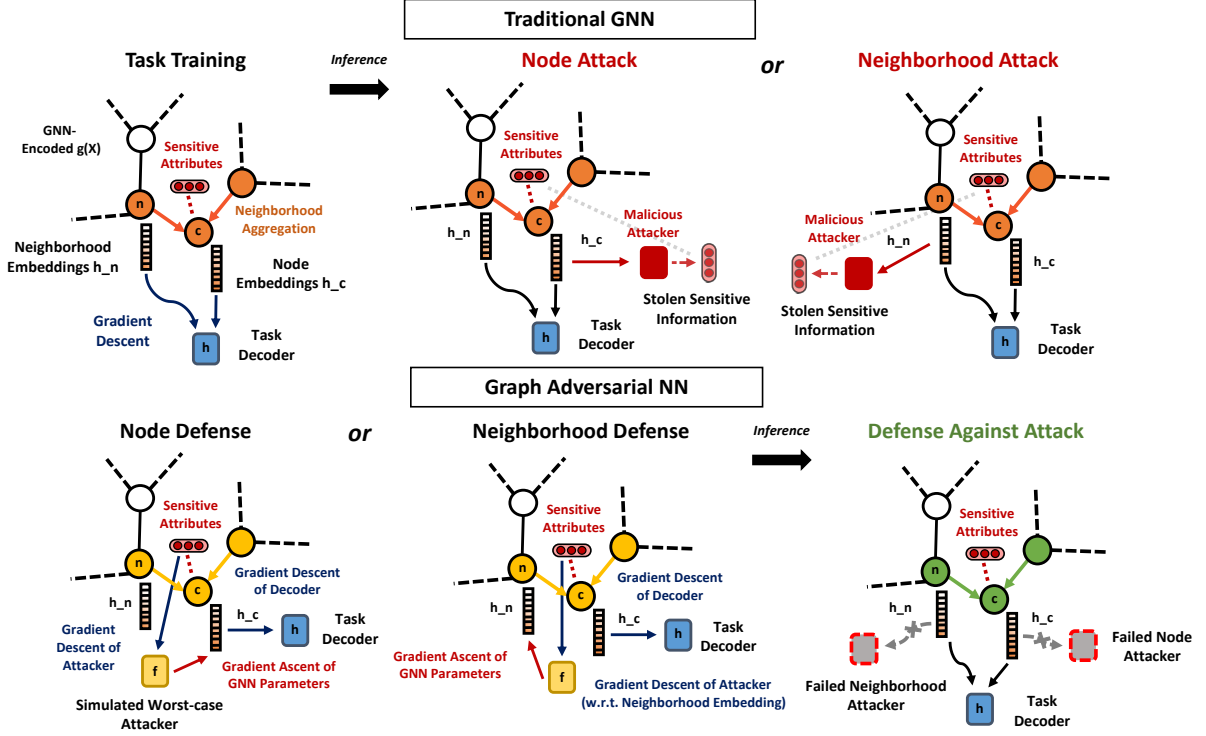 Traditional GNN
Task Training
Inference
Node Attack
or
Neighborhood Attack
GNN-
Encoded g(X)
Sensitive
Attributes
n
c
Neighborhood
Aggregation
Neighborhood
Embeddings h_n
Node
Embeddings h_c
Gradient
Descent
h
Task
Decoder
Sensitive
Attributes
n
c
h_n
h_c
Malicious
Attacker
Stolen Sensitive
Information
h
Task
Decoder
Sensitive
Attributes
n
c
Malicious
Attacker
h_n
h_c
Stolen Sensitive
Information
h
Task
Decoder
Graph Adversarial NN
Node Defense
or
Neighborhood Defense
Inference
Defense Against Attack
Sensitive
Attributes
n
c
Gradient Descent
of Decoder
h_n
h_c
Gradient
Descent of
Attacker
h
Task
Decoder
f
Gradient Ascent of
GNN Parameters
Simulated Worst-case
Attacker
Sensitive
Attributes
n
c
Gradient Descent
of Decoder
h_n
h_c
h
Task
Decoder
Gradient Ascent of
GNN Parameters
f
Gradient Descent of Attacker
(w.r.t. Neighborhood Embedding)
Sensitive
Attributes
n
c
h_n
h_c
Failed Node
Attacker
Failed Neighborhood
Attacker
h
Task
Decoder